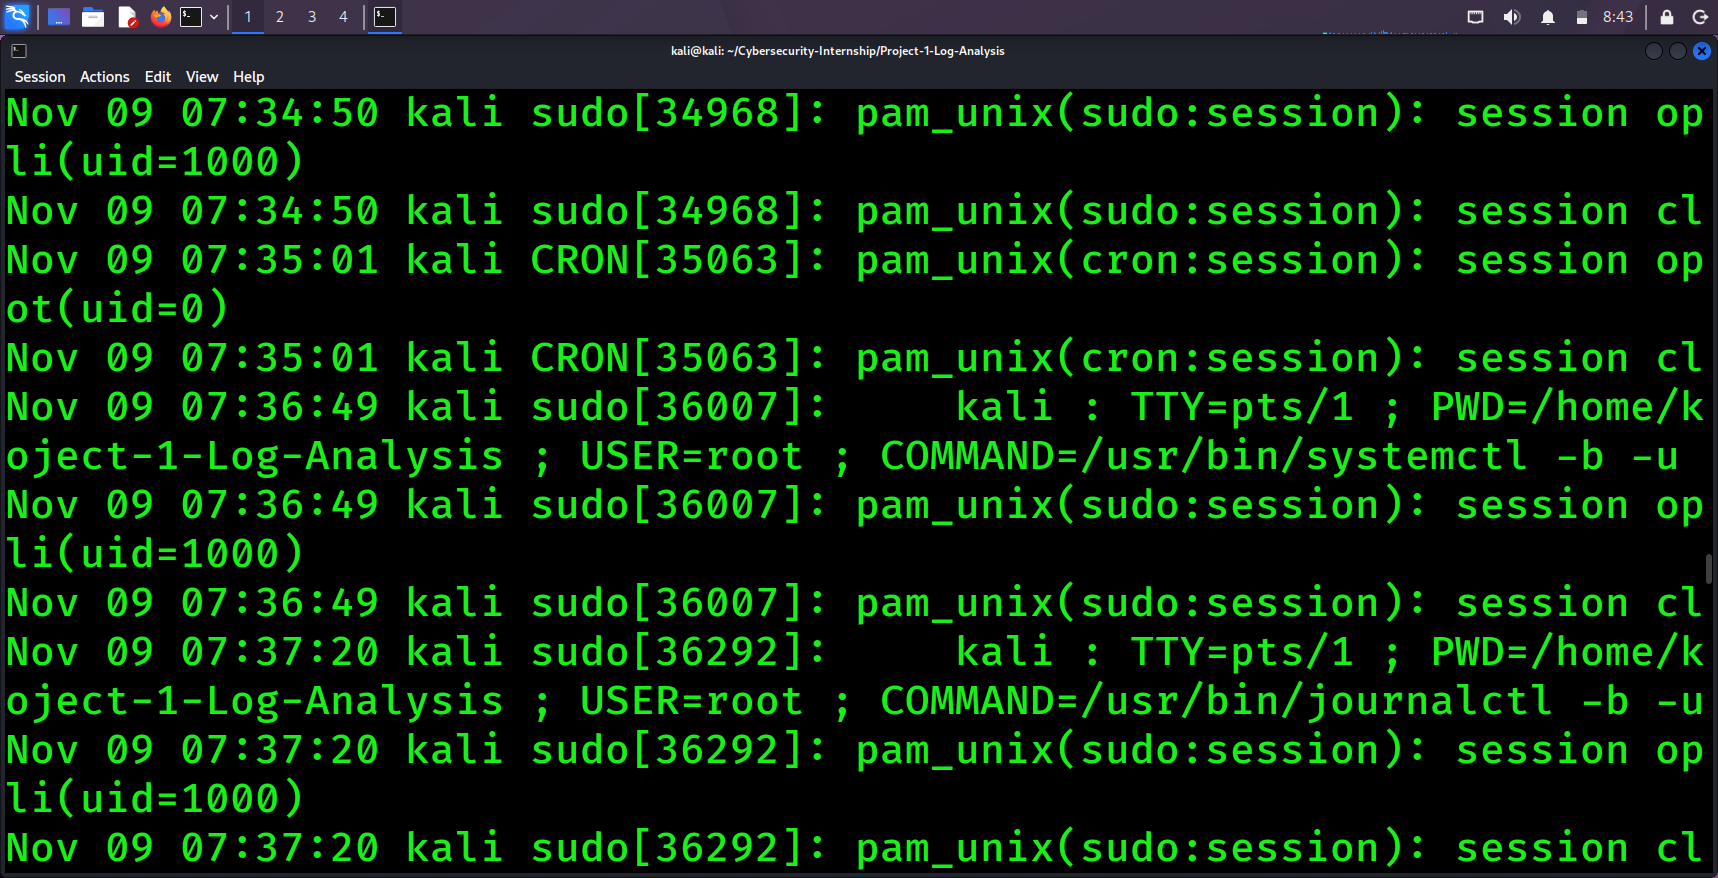 1 2 3 4 8:43
kali@kali: ~/Cybersecurity-Internship/Project-1-Log-Analysis
Session Actions Edit View Help
Nov 09 07:34:50 kali sudo[34968]: pam_unix(sudo:session): session op
li(uid=1000)
Nov 09 07:34:50 kali sudo[34968]: pam_unix(sudo:session): session cl
Nov 09 07:35:01 kali CRON[35063]: pam_unix(cron:session): session op
ot(uid=0)
Nov 09 07:35:01 kali CRON[35063]: pam_unix(cron:session): session cl
Nov 09 07:36:49 kali sudo[36007]:     kali : TTY=pts/1 ; PWD=/home/k
oject-1-Log-Analysis ; USER=root ; COMMAND=/usr/bin/systemctl -b -u
Nov 09 07:36:49 kali sudo[36007]: pam_unix(sudo:session): session op
li(uid=1000)
Nov 09 07:36:49 kali sudo[36007]: pam_unix(sudo:session): session cl
Nov 09 07:37:20 kali sudo[36292]:     kali : TTY=pts/1 ; PWD=/home/k
oject-1-Log-Analysis ; USER=root ; COMMAND=/usr/bin/journalctl -b -u
Nov 09 07:37:20 kali sudo[36292]: pam_unix(sudo:session): session op
li(uid=1000)
Nov 09 07:37:20 kali sudo[36292]: pam_unix(sudo:session): session cl